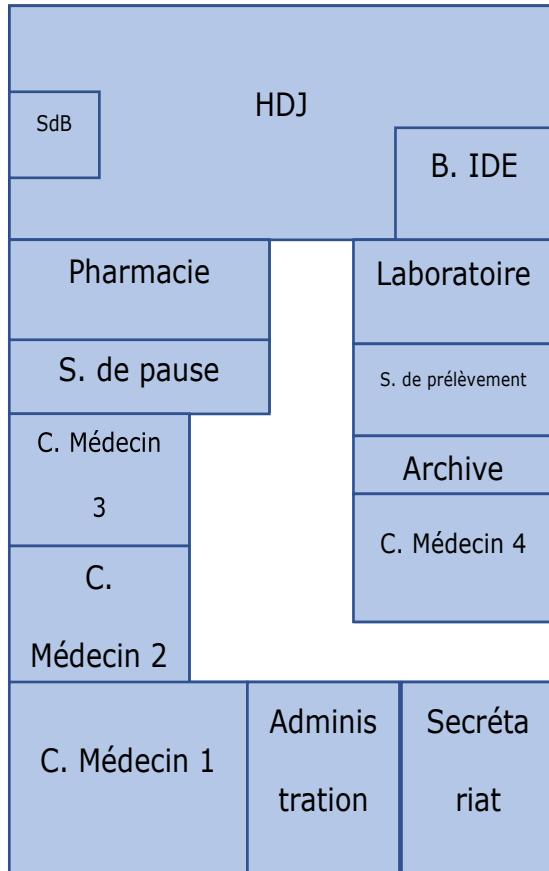 HDJ
SdB
B. IDE
Pharmacie
Laboratoire
S. de pause
S. de prélèvement
C. Médecin
3
Archive
C. Médecin 4
C.
Médecin 2
C. Médecin 1
Adminis
tration
Secréta
riat